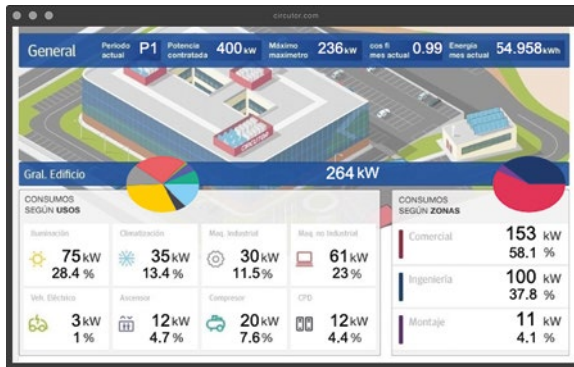 circutor.com
General
Periodo actual P1
Potencia contratada 400 kW
Máximo maxímetro 236 kW
cos fi mes actual 0.99
Energía mes actual 54.958 kWh
CIRCUTOR
Gral. Edificio 264 kW
CONSUMOS
SEGÚN USOS
Iluminación
75 kW
28.4 %
Climatización
35 kW
13.4 %
Maq. Industrial
30 kW
11.5 %
Maq. no Industrial
61 kW
23 %
Veh. Eléctrico
3 kW
1 %
Ascensor
12 kW
4.7 %
Compresor
20 kW
7.6 %
CPD
12 kW
4.4 %
CONSUMOS
SEGÚN ZONAS
Comercial
153 kW
58.1 %
Ingeniería
100 kW
37.8 %
Montaje
11 kW
4.1 %